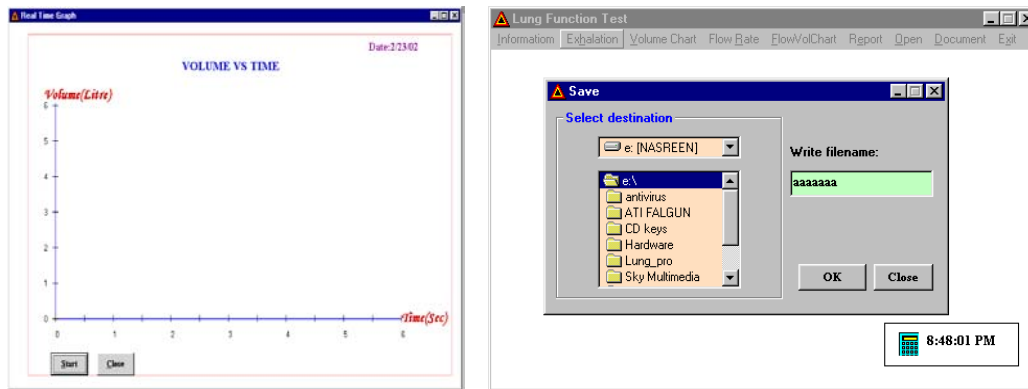 Real Time Graph
Date:2/23/02
VOLUME VS TIME
Volume(Litre)
6
5
4
3
2
1
0
0 1 2 3 4 5 6
Time(Sec)
Start Close
Lung Function Test
Informatiom Exhalation Volume Chart Flow Rate FlowVolChart Report Open Document Exit
Save
Select destination
e: [NASREEN]
Write filename:
e:\
aaaaaaa
antivirus
ATI FALGUN
CD keys
Hardware
Lung_pro
Sky Multimedia
OK Close
8:48:01 PM